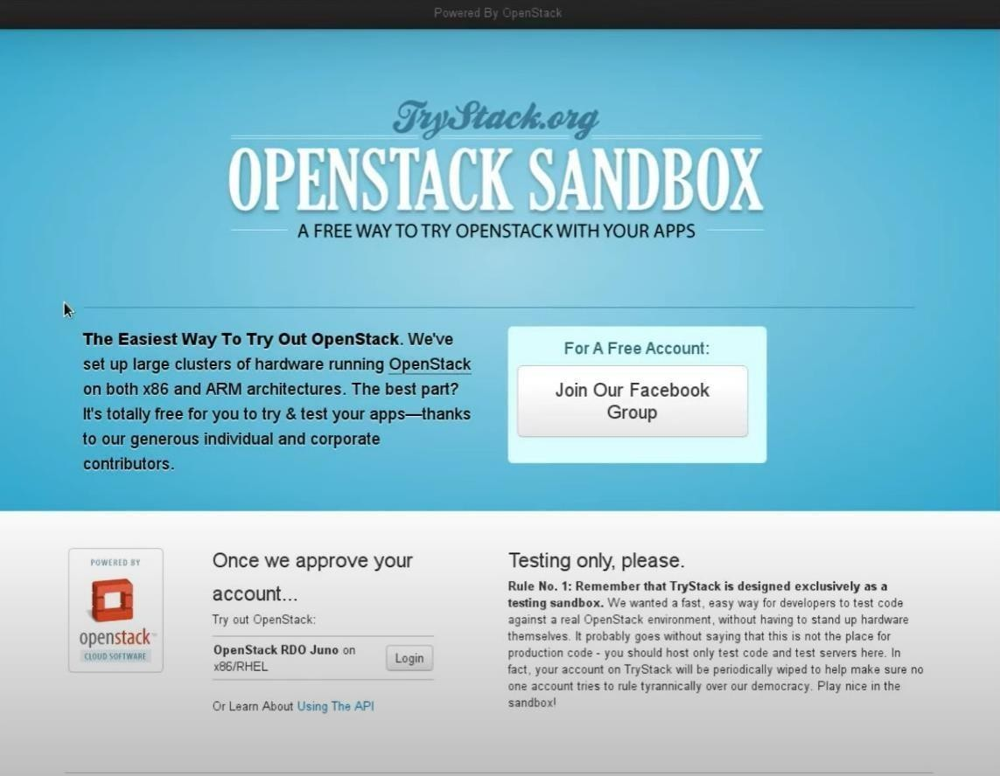 Powered By OpenStack
TryStack.org
OPENSTACK SANDBOX
A FREE WAY TO TRY OPENSTACK WITH YOUR APPS
The Easiest Way To Try Out OpenStack. We've
set up large clusters of hardware running OpenStack
on both x86 and ARM architectures. The best part?
It's totally free for you to try & test your apps—thanks
to our generous individual and corporate
contributors.
For A Free Account:
Join Our Facebook
Group
POWERED BY
openstack™
CLOUD SOFTWARE
Once we approve your
account...
Try out OpenStack:
OpenStack RDO Juno on
x86/RHEL
Login
Or Learn About Using The API
Testing only, please.
Rule No. 1: Remember that TryStack is designed exclusively as a
testing sandbox. We wanted a fast, easy way for developers to test code
against a real OpenStack environment, without having to stand up hardware
themselves. It probably goes without saying that this is not the place for
production code - you should host only test code and test servers here. In
fact, your account on TryStack will be periodically wiped to help make sure no
one account tries to rule tyrannically over our democracy. Play nice in the
sandbox!